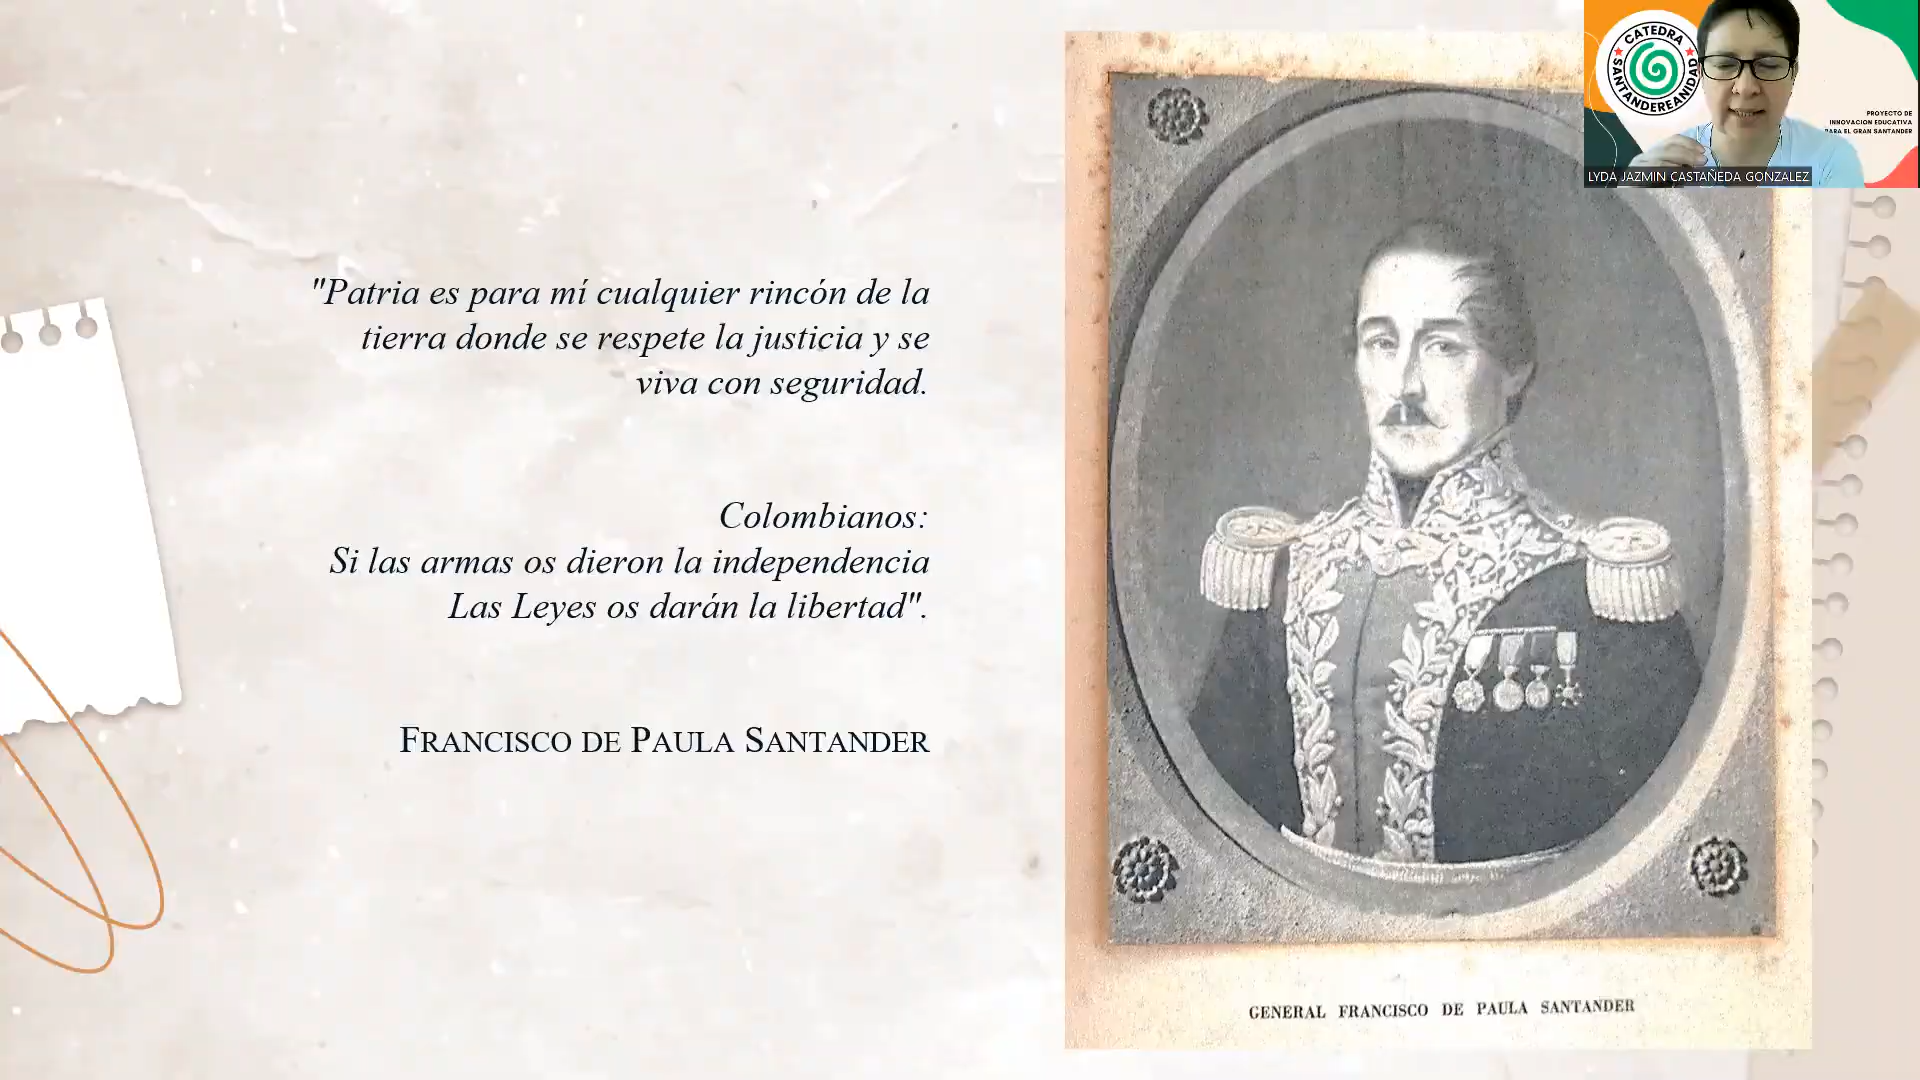 "Patria es para mí cualquier rincón de la
tierra donde se respete la justicia y se
viva con seguridad.
Colombianos:
Si las armas os dieron la independencia
Las Leyes os darán la libertad".
FRANCISCO DE PAULA SANTANDER
GENERAL FRANCISCO DE PAULA SANTANDER
CATEDRA
SANTANDEREANIDAD
PROYECTO DE
INNOVACION EDUCATIVA
PARA EL GRAN SANTANDER
LYDA JAZMIN CASTAÑEDA GONZALEZ